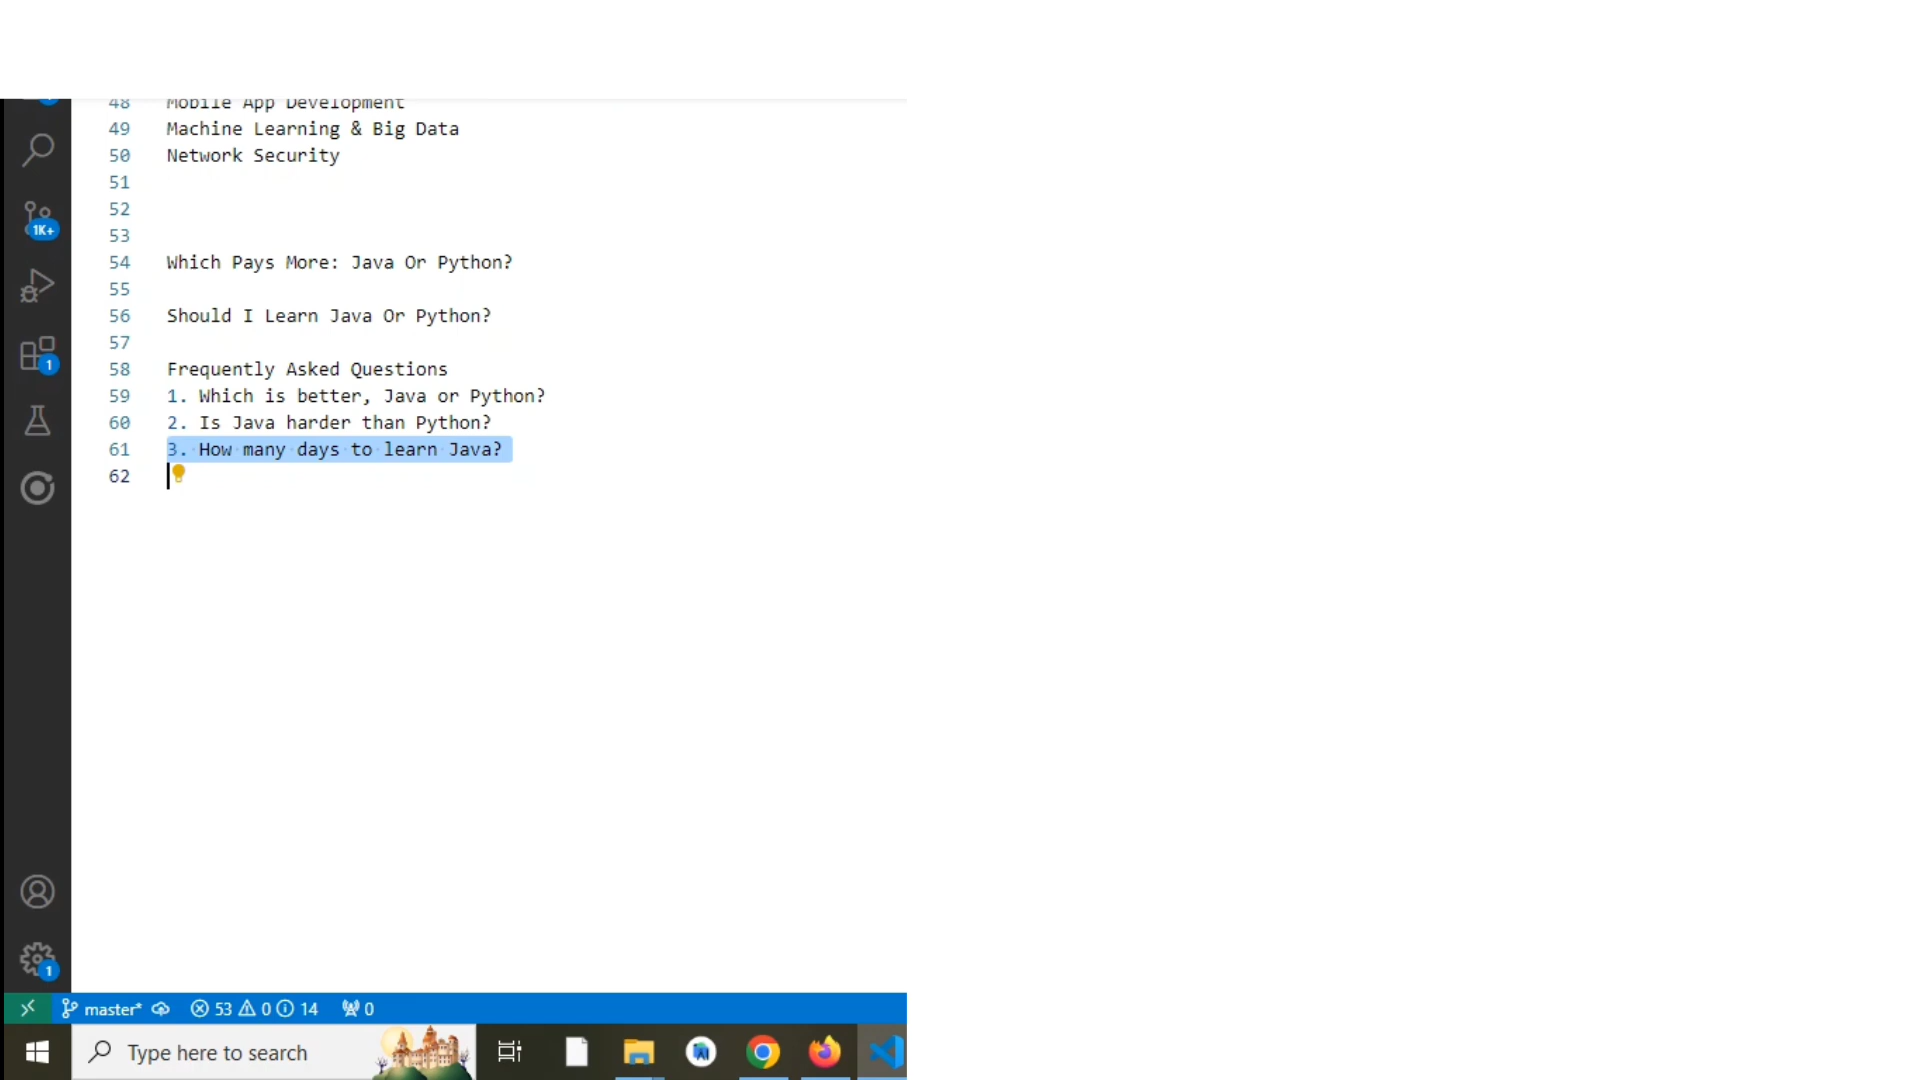 48 Mobile App Development
49 Machine Learning & Big Data
50 Network Security
51
52
53
54 Which Pays More: Java Or Python?
55
56 Should I Learn Java Or Python?
57
58 Frequently Asked Questions
59 1. Which is better, Java or Python?
60 2. Is Java harder than Python?
61 3. How many days to learn Java?
62
1K+
1
1
master* 53 0 14 0
Type here to search